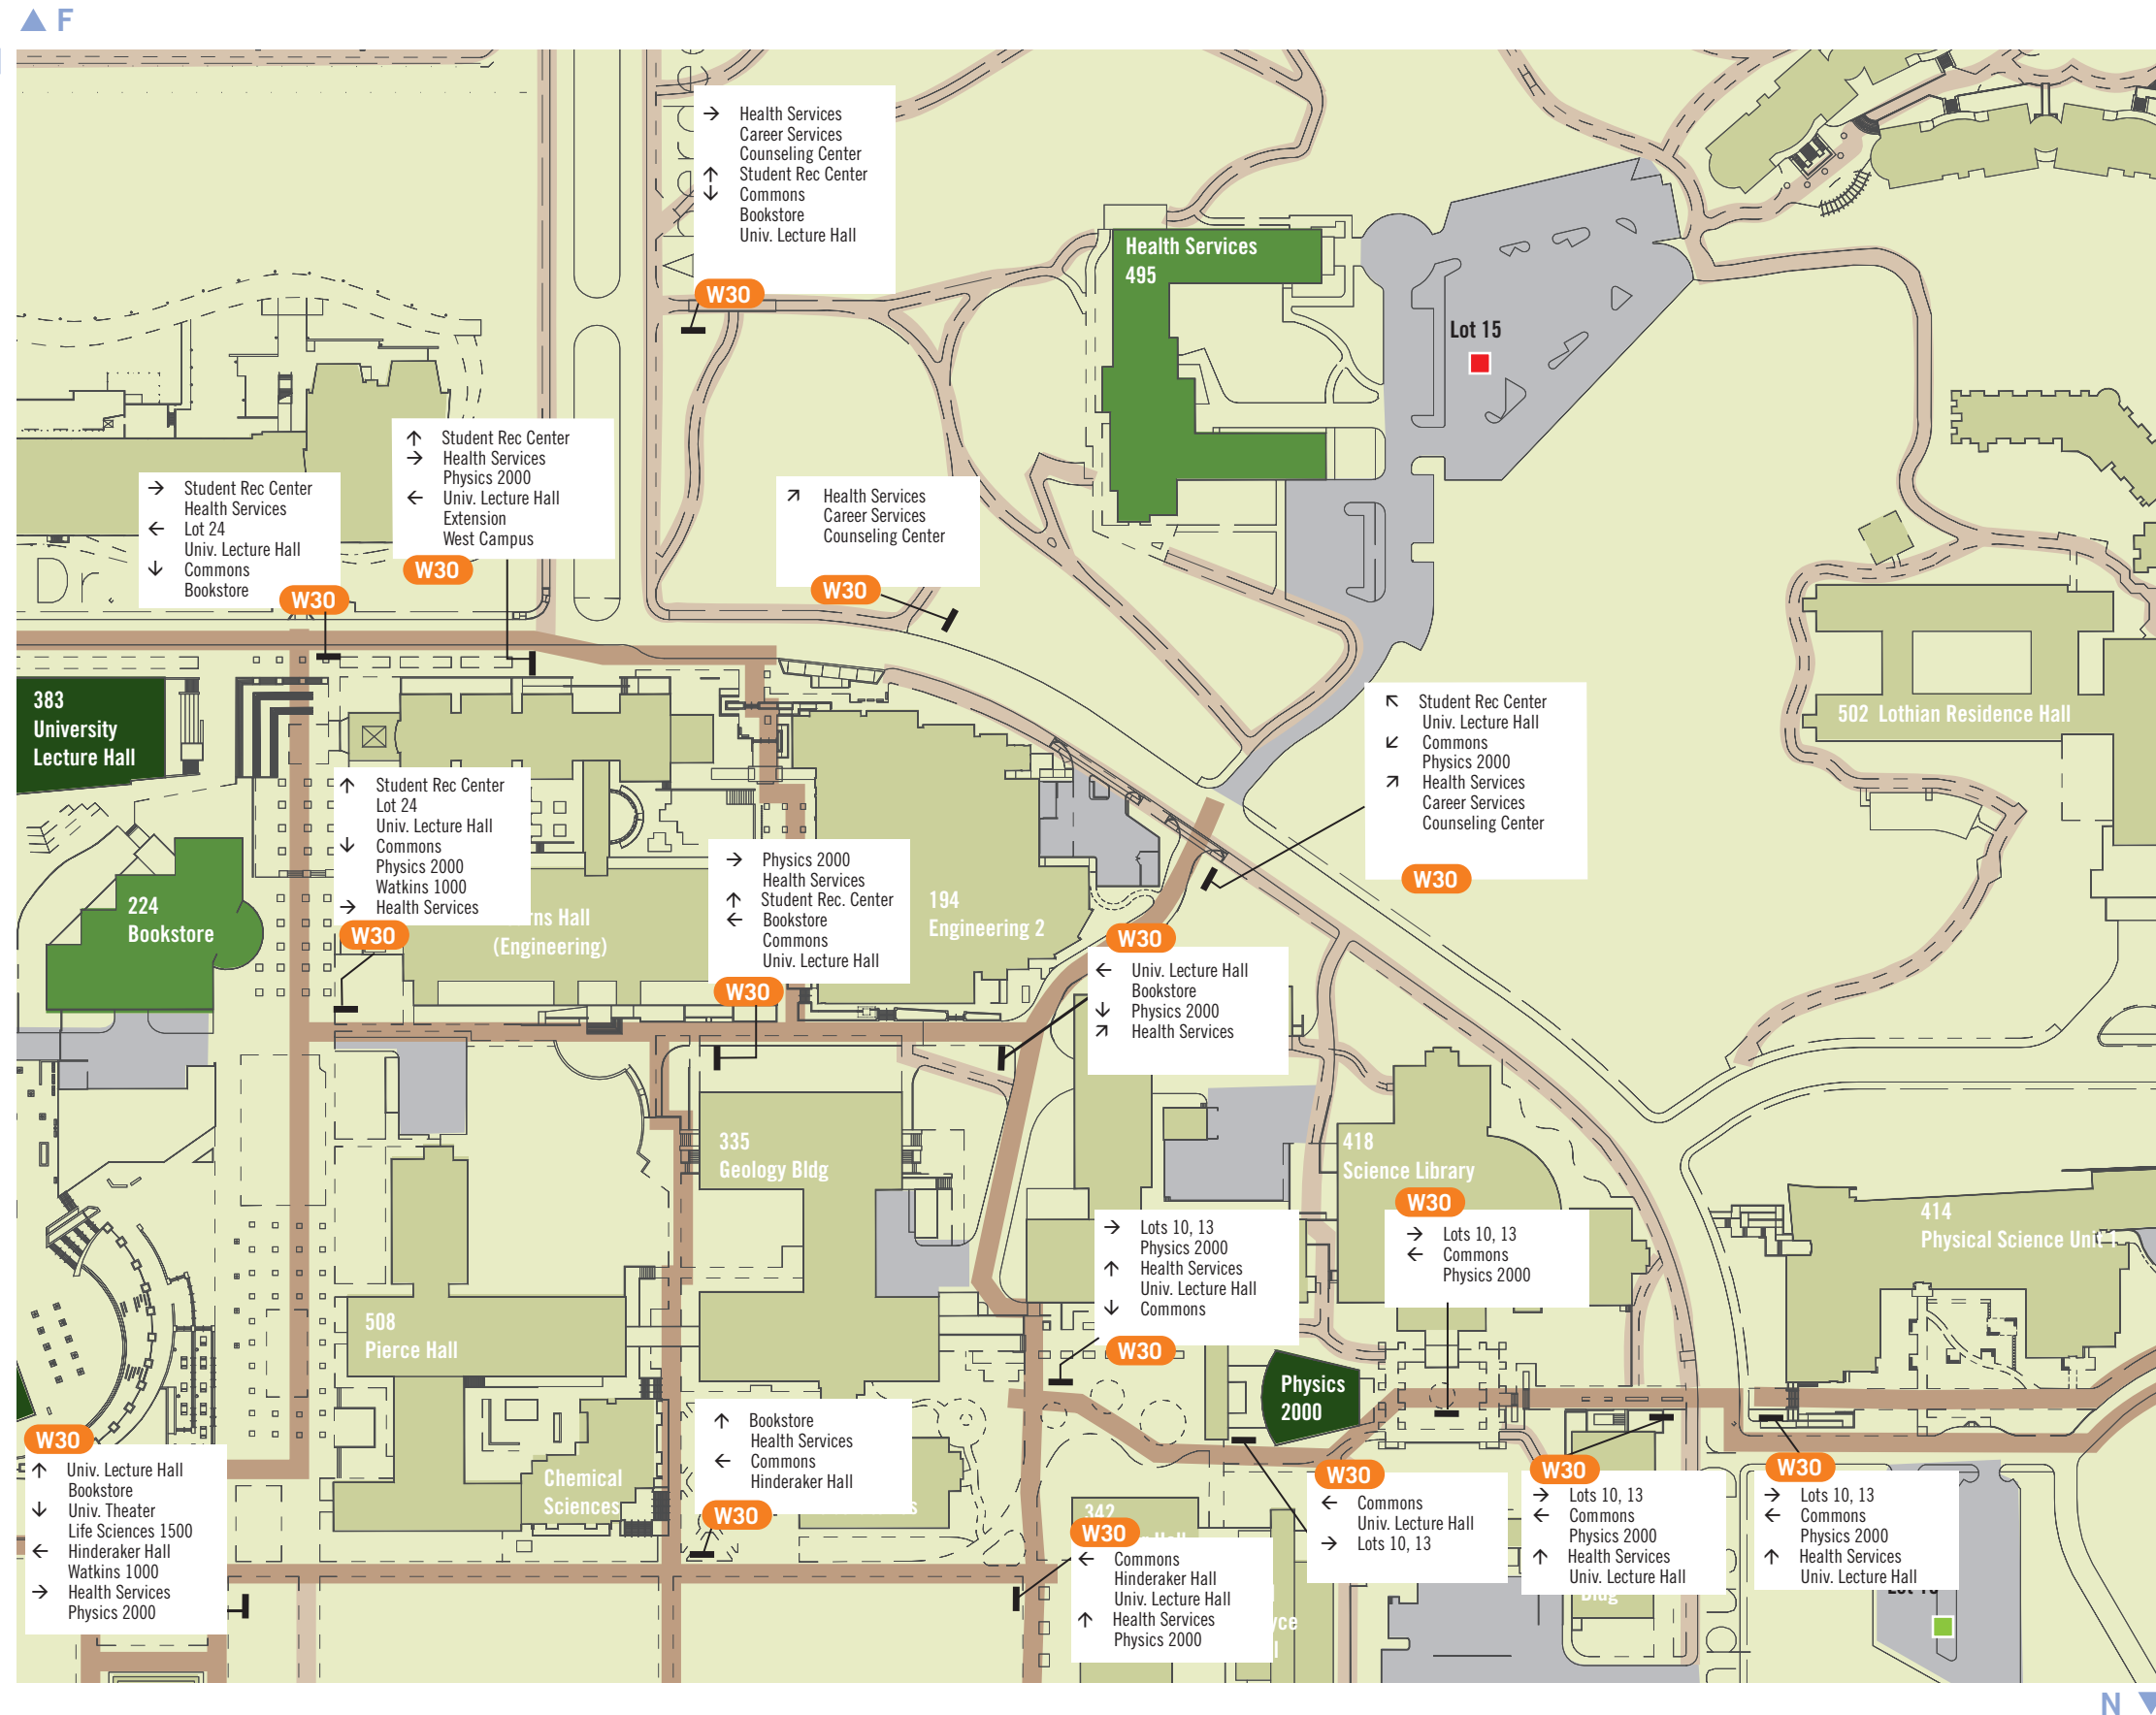 F
→ Health Services
Career Services
Counseling Center
↑ Student Rec Center
↓ Commons
Bookstore
Univ. Lecture Hall
W30
Health Services
495
Lot 15
↑ Student Rec Center
→ Health Services
Physics 2000
← Univ. Lecture Hall
Extension
West Campus
W30
→ Student Rec Center
Health Services
← Lot 24
Univ. Lecture Hall
↓ Commons
Bookstore
W30
Dr.
↗ Health Services
Career Services
Counseling Center
W30
383
University
Lecture Hall
↖ Student Rec Center
Univ. Lecture Hall
↙ Commons
Physics 2000
↗ Health Services
Career Services
Counseling Center
W30
502 Lothian Residence Hall
↑ Student Rec Center
Lot 24
Univ. Lecture Hall
↓ Commons
Physics 2000
Watkins 1000
→ Health Services
W30
224
Bookstore
rns Hall
(Engineering)
→ Physics 2000
Health Services
↑ Student Rec. Center
← Bookstore
Commons
Univ. Lecture Hall
W30
194
Engineering 2
W30
← Univ. Lecture Hall
Bookstore
↓ Physics 2000
↗ Health Services
335
Geology Bldg
418
Science Library
W30
→ Lots 10, 13
← Commons
Physics 2000
414
Physical Science Unit 1
→ Lots 10, 13
Physics 2000
↑ Health Services
Univ. Lecture Hall
↓ Commons
W30
508
Pierce Hall
Physics
2000
W30
↑ Univ. Lecture Hall
Bookstore
↓ Univ. Theater
Life Sciences 1500
← Hinderaker Hall
Watkins 1000
→ Health Services
Physics 2000
Chemical
Sciences
↑ Bookstore
Health Services
← Commons
Hinderaker Hall
W30
s
342
W30
← Commons
Hinderaker Hall
Univ. Lecture Hall
↑ Health Services
Physics 2000
W30
← Commons
Univ. Lecture Hall
→ Lots 10, 13
W30
→ Lots 10, 13
← Commons
Physics 2000
↑ Health Services
Univ. Lecture Hall
Bldg
W30
→ Lots 10, 13
← Commons
Physics 2000
↑ Health Services
Univ. Lecture Hall
N